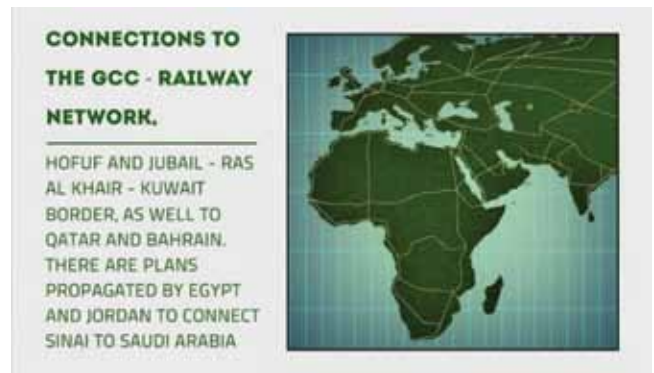 CONNECTIONS TO
THE GCC - RAILWAY
NETWORK.
HOFUF AND JUBAIL - RAS
AL KHAIR - KUWAIT
BORDER, AS WELL TO
QATAR AND BAHRAIN.
THERE ARE PLANS
PROPAGATED BY EGYPT
AND JORDAN TO CONNECT
SINAI TO SAUDI ARABIA